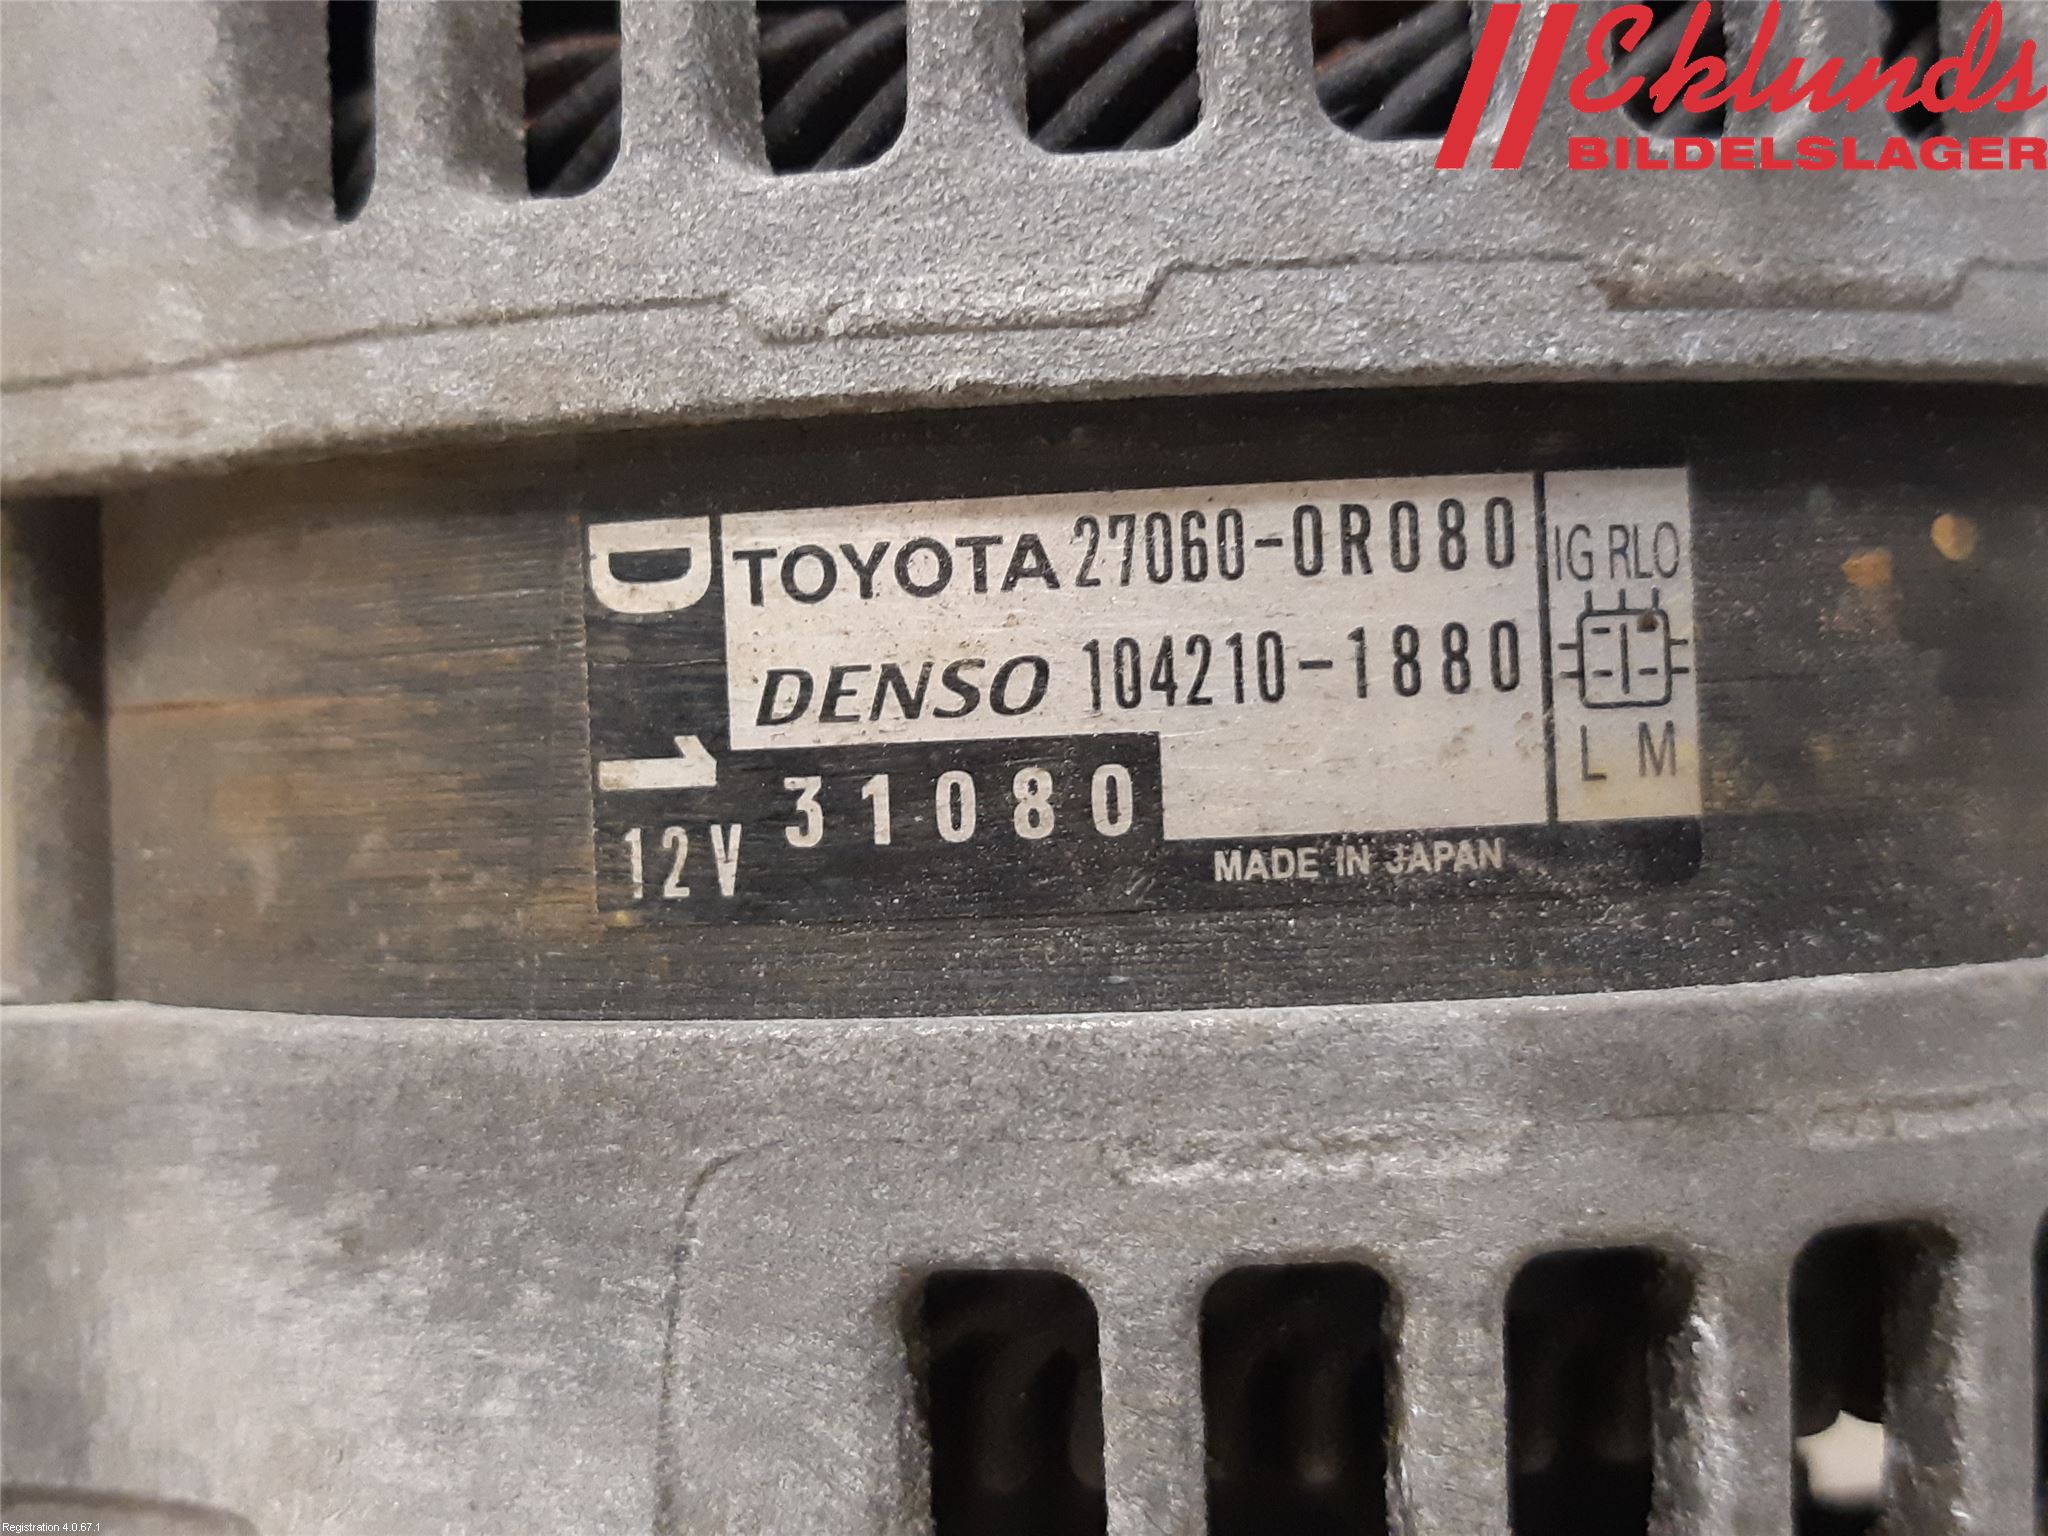 Eklunds
BILDELSLAGER
D1
TOYOTA 27060-0R080
DENSO 104210-1880
12V 31080
MADE IN JAPAN
IG RLO
L M
Registration 4.0.67.1